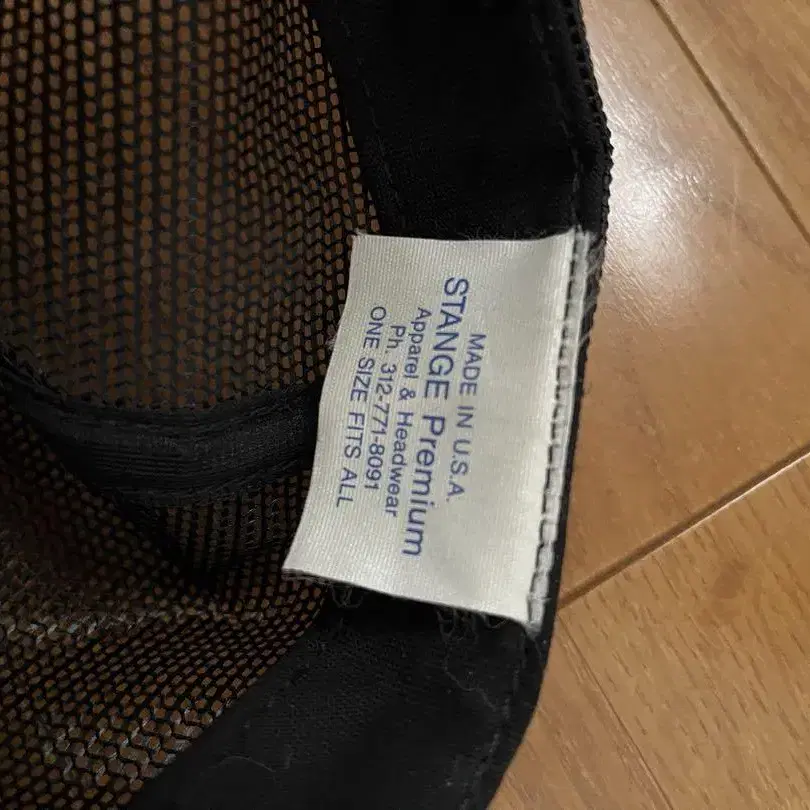 MADE IN U.S.A.
STANGE Premium
Apparel & Headwear
Ph. 312-771-8091
ONE SIZE FITS ALL